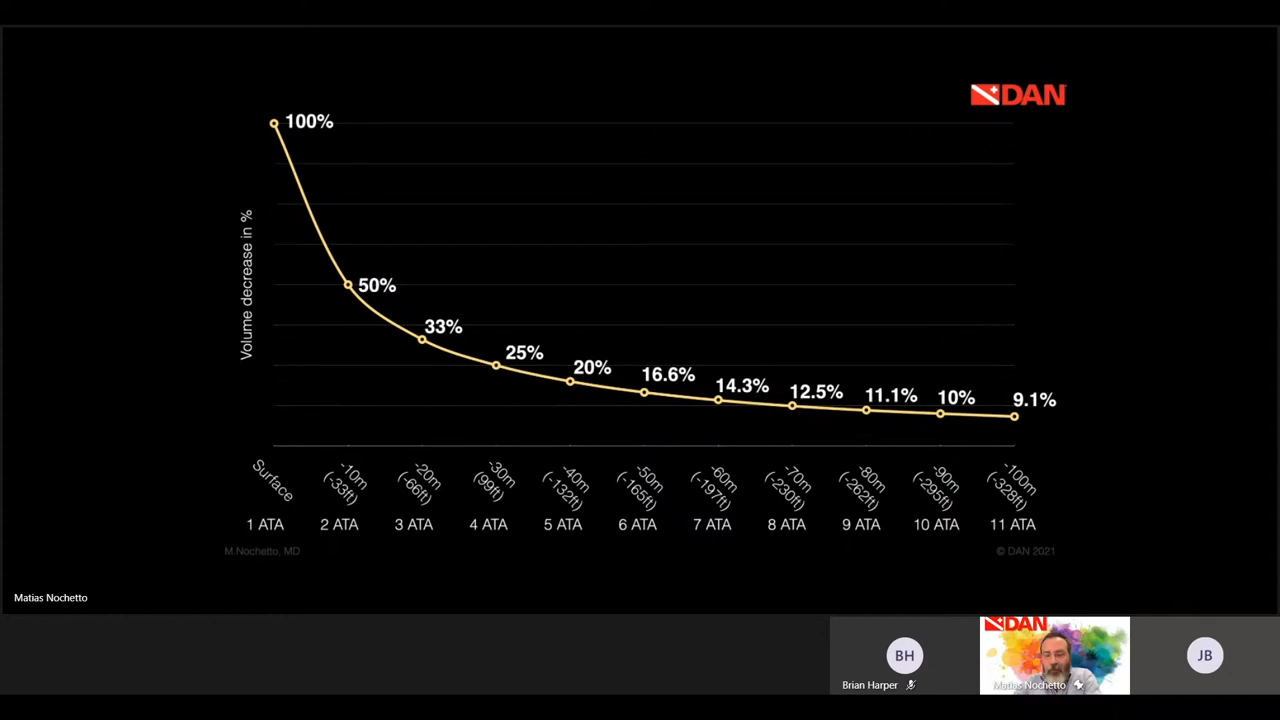 DAN
100%
50%
33%
25%
20%
16.6%
14.3%
12.5%
11.1%
10%
9.1%
Volume decrease in %
Surface
-10m
(-33ft)
-20m
(-66ft)
-30m
(99ft)
-40m
(-132ft)
-50m
(-165ft)
-60m
(-197ft)
-70m
(-230ft)
-80m
(-262ft)
-90m
(-295ft)
-100m
(-328ft)
1 ATA 2 ATA 3 ATA 4 ATA 5 ATA 6 ATA 7 ATA 8 ATA 9 ATA 10 ATA 11 ATA
M.Nochetto, MD
© DAN 2021
Matias Nochetto
BH
Brian Harper
DAN
Matias Nochetto
JB